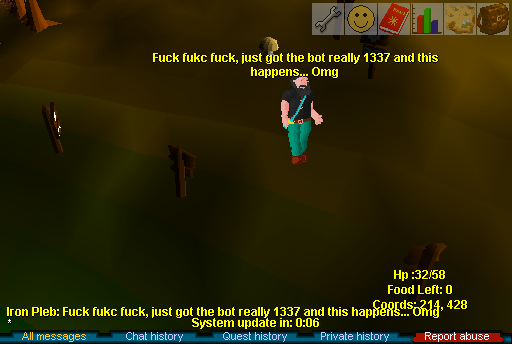 Fuck fukc fuck, just got the bot really 1337 and this
happens... Omg
Hp :32/58
Food Left: 0
Coords: 214, 428
Iron Pleb: Fuck fukc fuck, just got the bot really 1337 and this happens... Omg
* System update in: 0:06
All messages Chat history Quest history Private history Report abuse